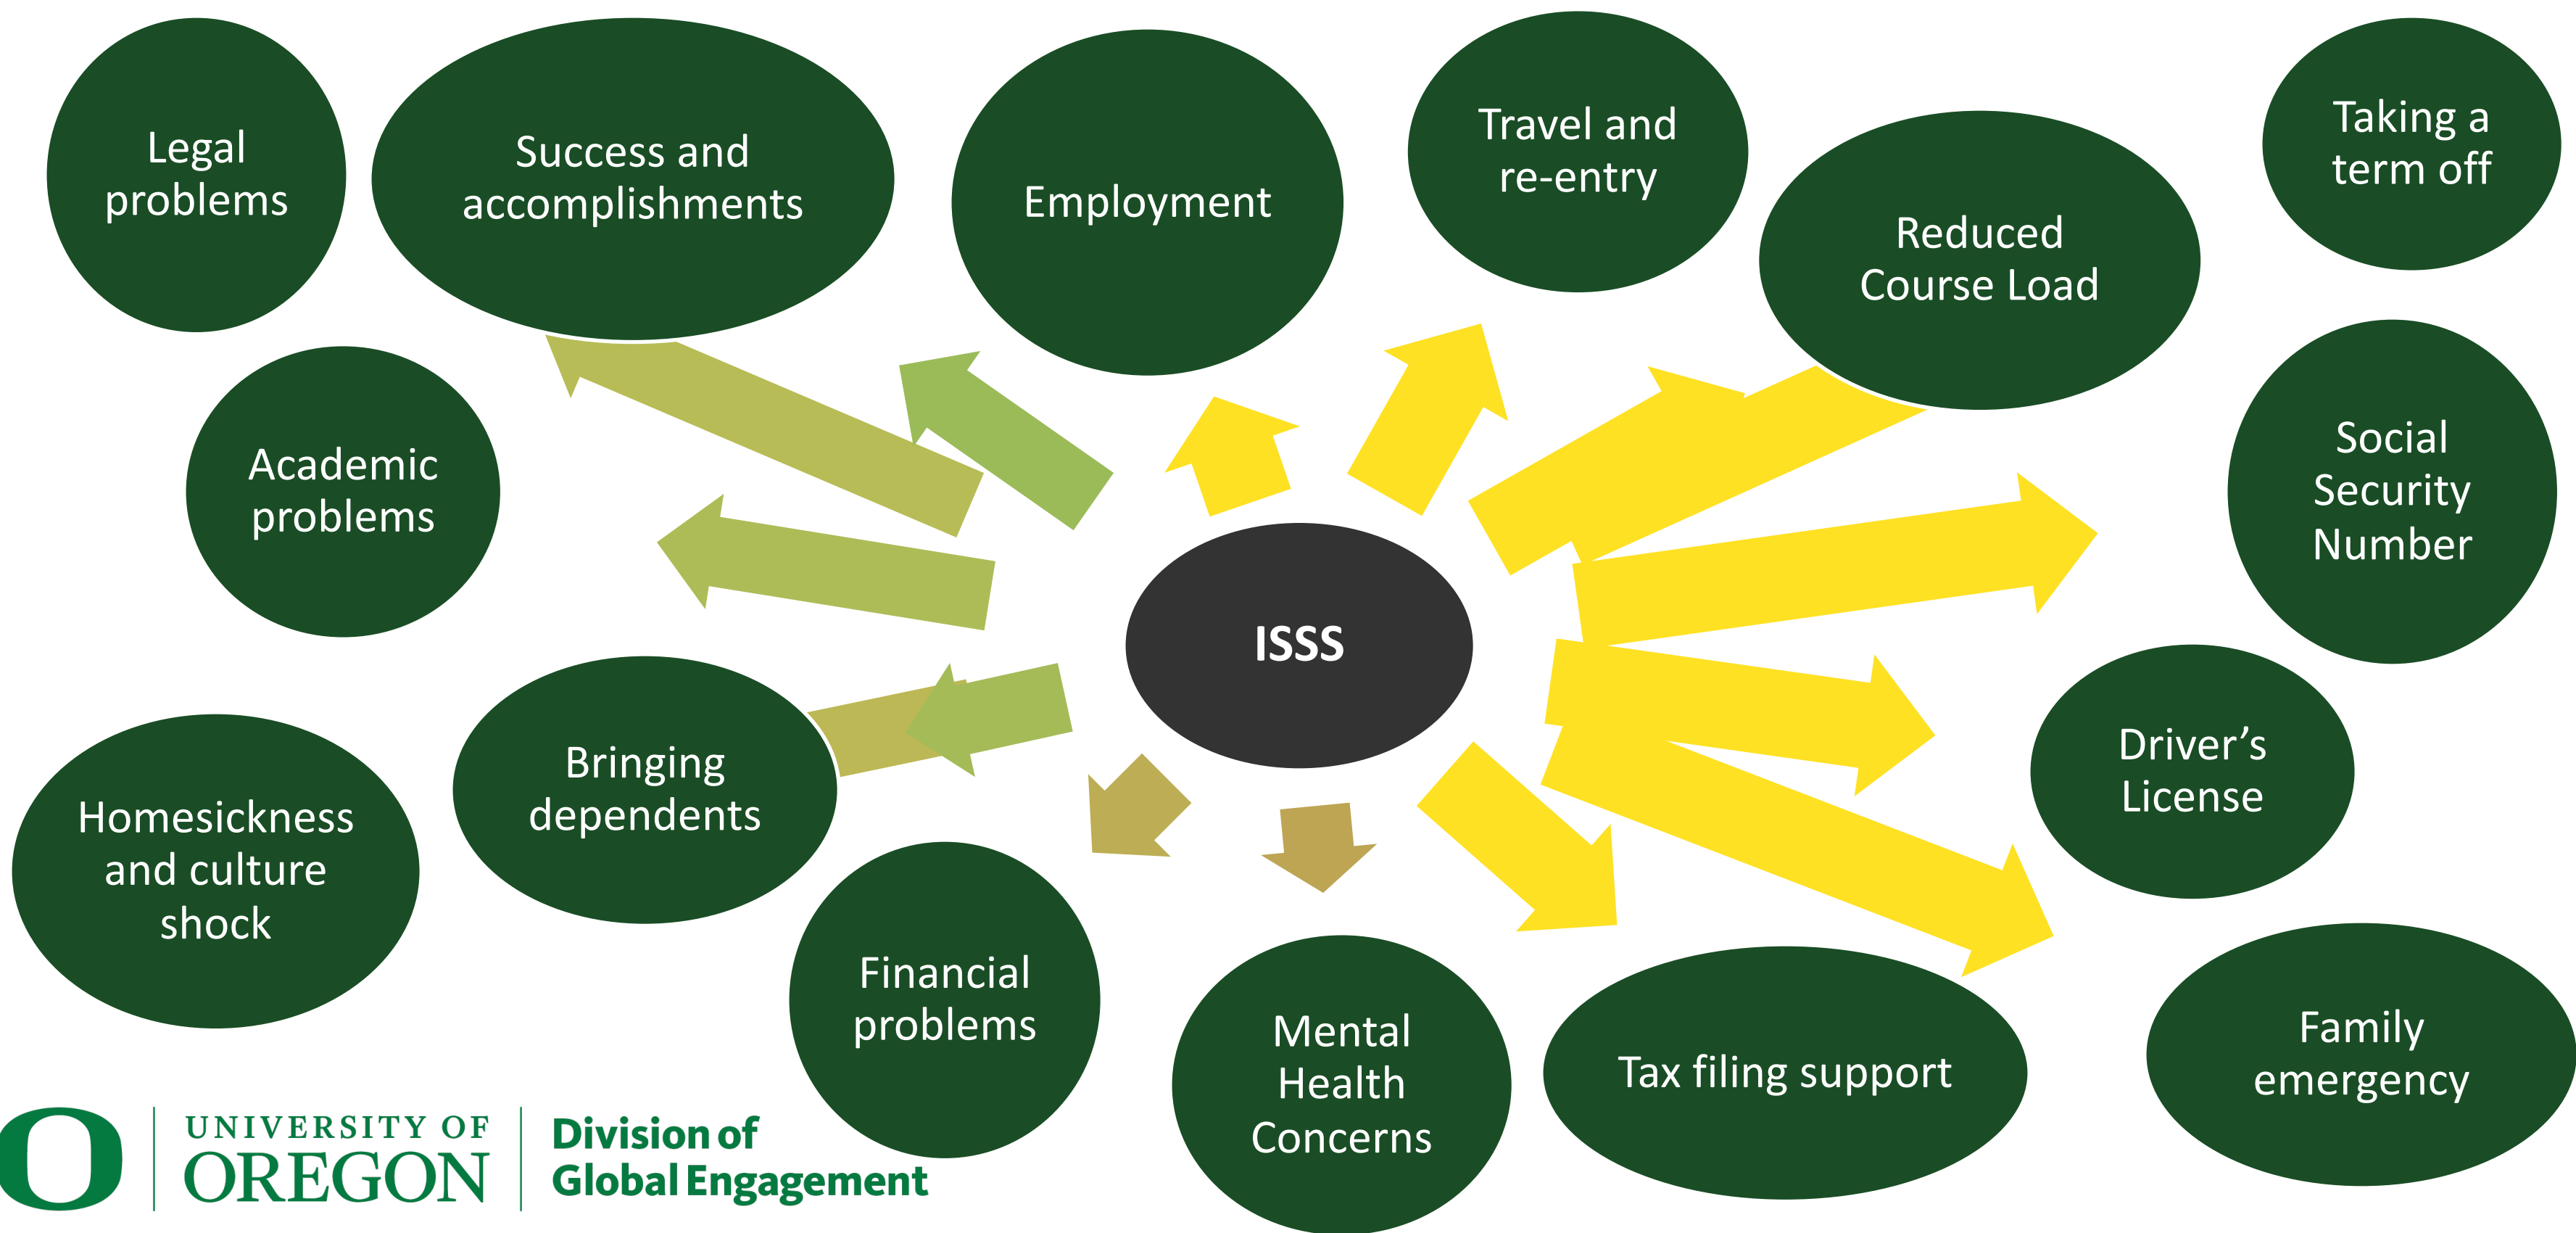 Legal
problems
Success and
accomplishments
Employment
Travel and
re-entry
Reduced
Course Load
Taking a
term off
Academic
problems
Social
Security
Number
ISSS
Bringing
dependents
Driver’s
License
Homesickness
and culture
shock
Financial
problems
Mental
Health
Concerns
Tax filing support
Family
emergency
UNIVERSITY OF
OREGON
Division of
Global Engagement